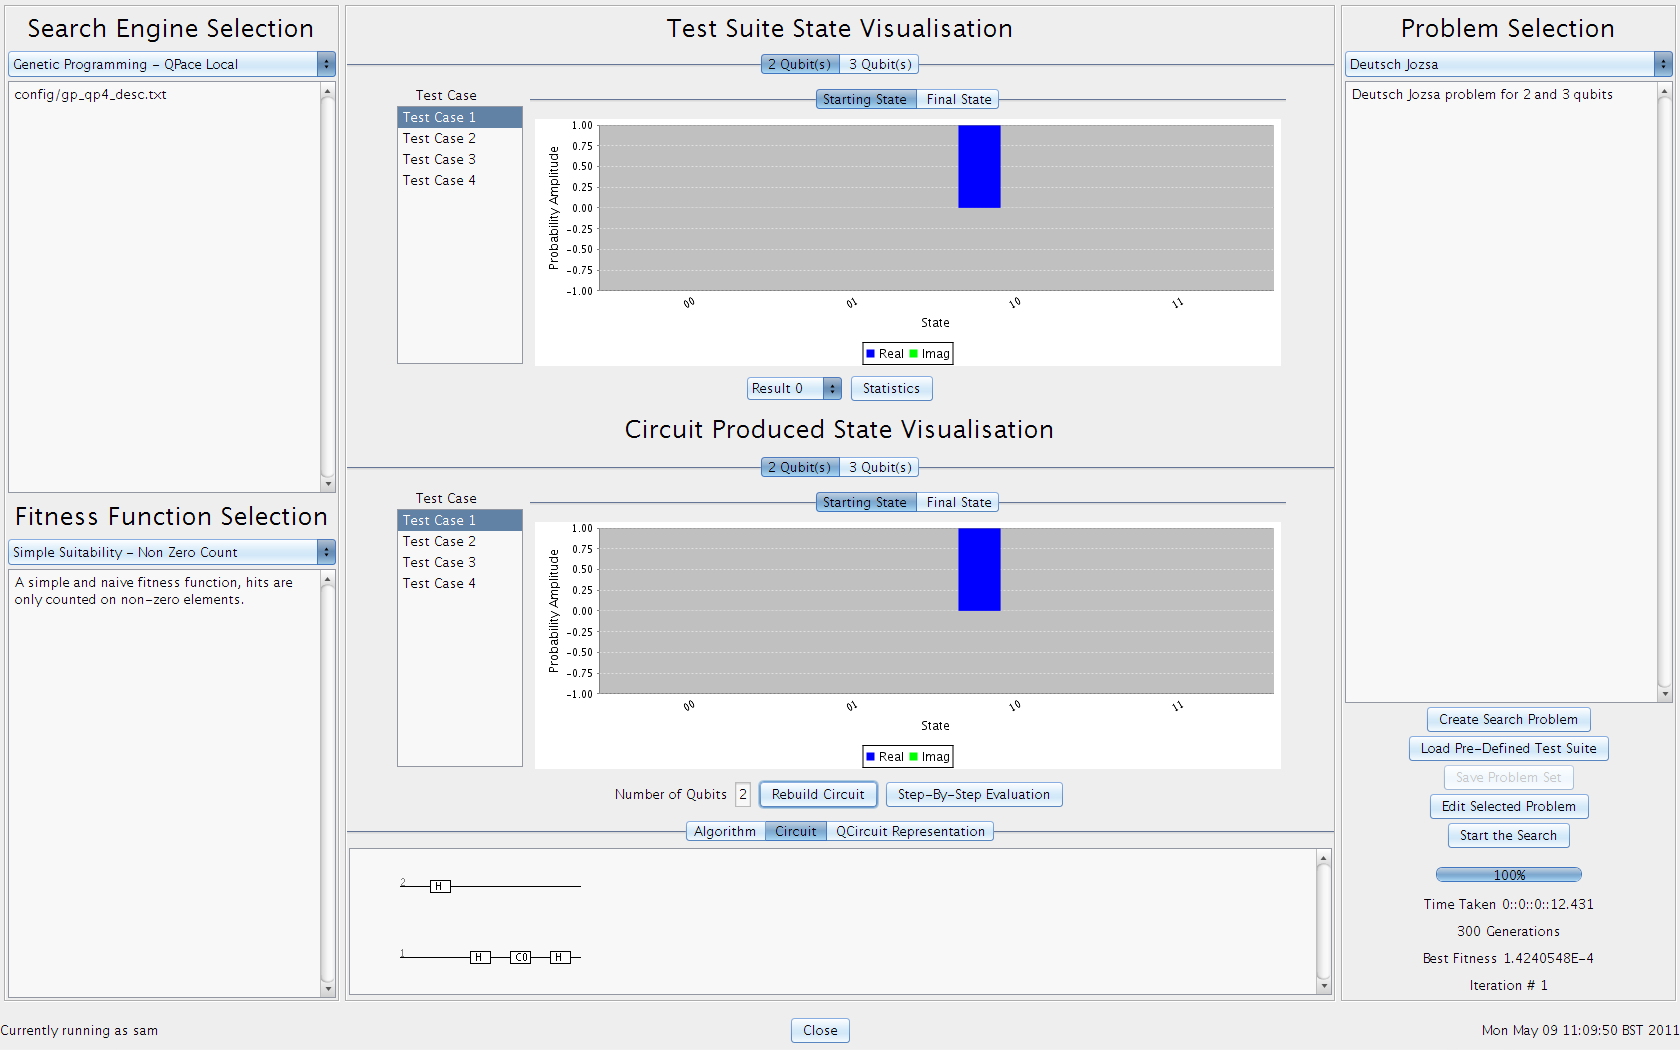 Search Engine Selection
Genetic Programming - QPace Local
config/gp_qp4_desc.txt
Fitness Function Selection
Simple Suitability - Non Zero Count
A simple and naive fitness function, hits are
only counted on non-zero elements.
Test Suite State Visualisation
2 Qubit(s) 3 Qubit(s)
Test Case
Test Case 1
Test Case 2
Test Case 3
Test Case 4
Starting State Final State
Probability Amplitude
1.00
0.75
0.50
0.25
0.00
-0.25
-0.50
-0.75
-1.00
00 01 10 11
State
Real Imag
Result 0 Statistics
Circuit Produced State Visualisation
2 Qubit(s) 3 Qubit(s)
Test Case
Test Case 1
Test Case 2
Test Case 3
Test Case 4
Starting State Final State
Probability Amplitude
1.00
0.75
0.50
0.25
0.00
-0.25
-0.50
-0.75
-1.00
00 01 10 11
State
Real Imag
Number of Qubits 2 Rebuild Circuit Step-By-Step Evaluation
Algorithm Circuit QCircuit Representation
2 H
1 H CO H
Problem Selection
Deutsch Jozsa
Deutsch Jozsa problem for 2 and 3 qubits
Create Search Problem
Load Pre-Defined Test Suite
Save Problem Set
Edit Selected Problem
Start the Search
100%
Time Taken 0::0::0::12.431
300 Generations
Best Fitness 1.4240548E-4
Iteration # 1
Currently running as sam
Close
Mon May 09 11:09:50 BST 2011